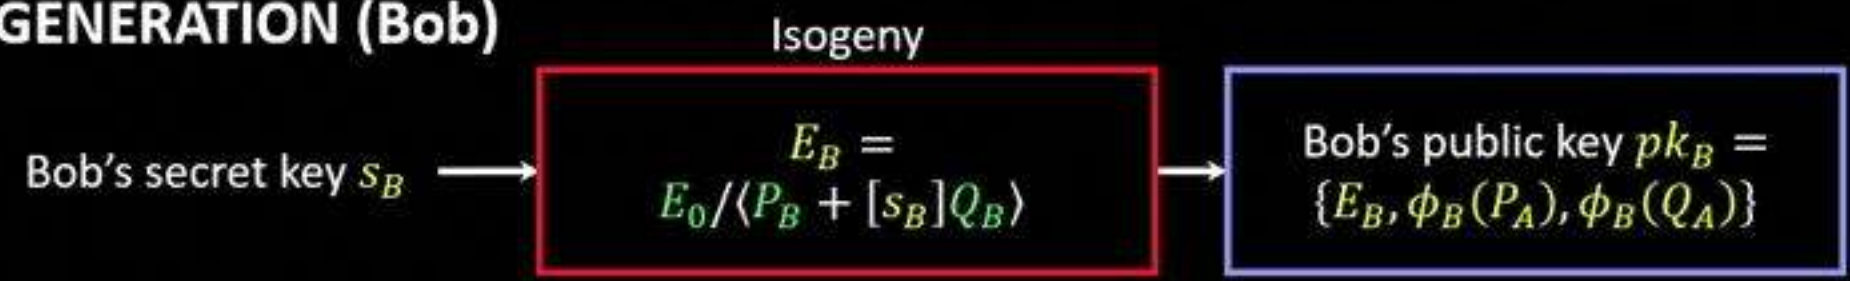 GENERATION (Bob)
Isogeny
Bob's secret key s_B
E_B =
E_0/⟨P_B + [s_B]Q_B⟩
Bob's public key pk_B =
{E_B, ϕ_B(P_A), ϕ_B(Q_A)}